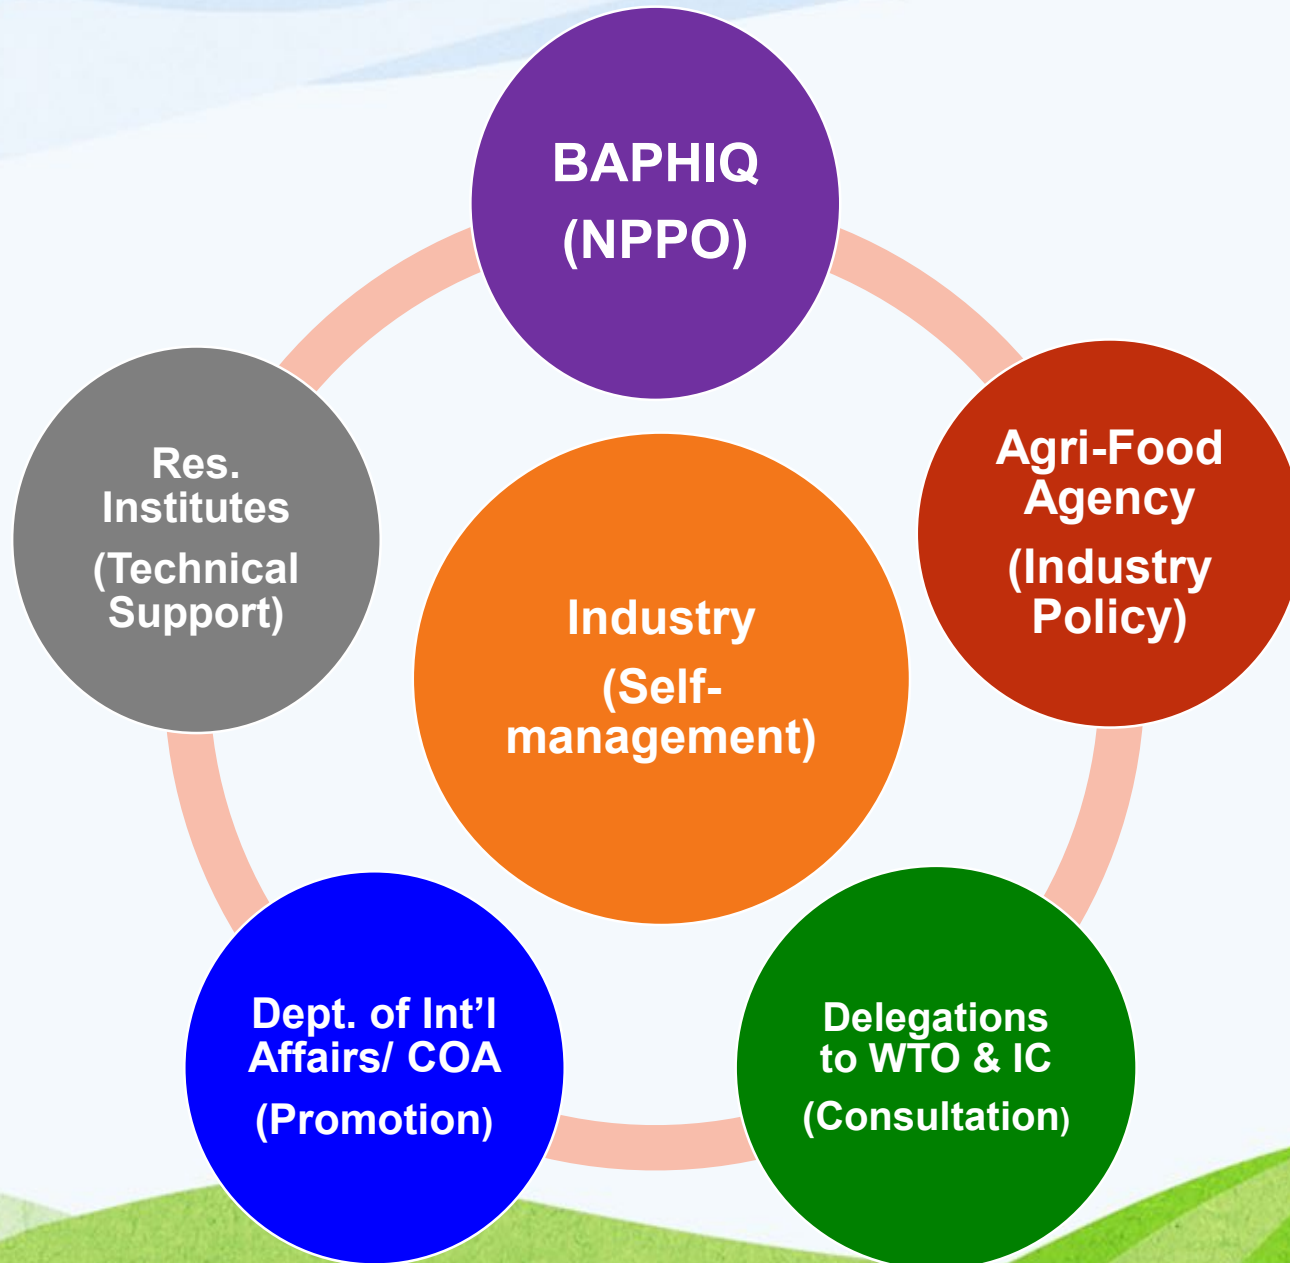 BAPHIQ
(NPPO)
Agri-Food
Agency
(Industry
Policy)
Res.
Institutes
(Technical
Support)
Industry
(Self-
management)
Dept. of Int’l
Affairs/ COA
(Promotion)
Delegations
to WTO & IC
(Consultation)